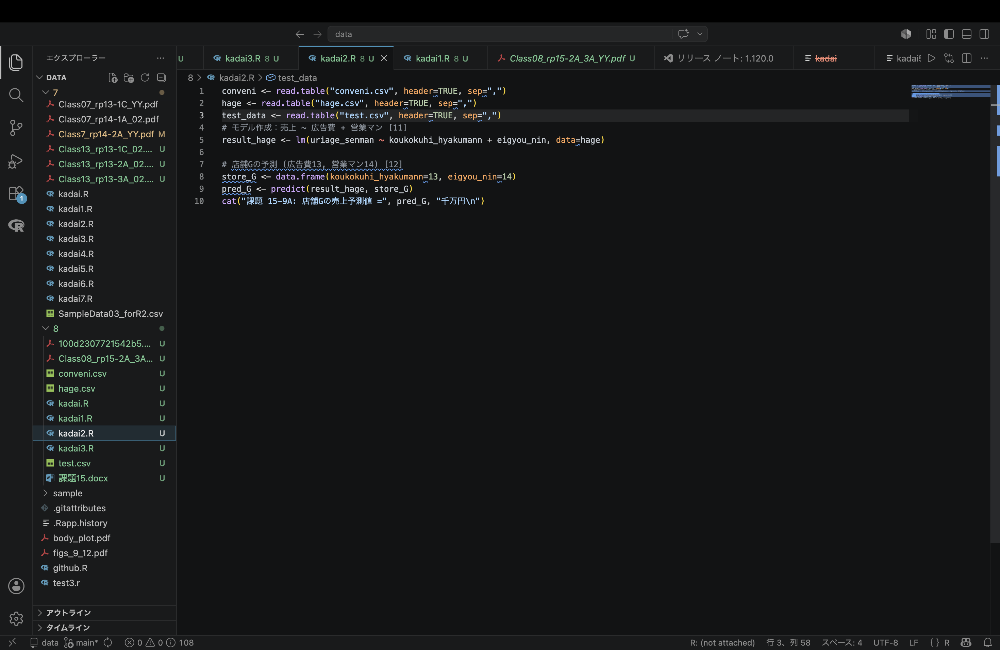 data
エクスプローラー
U
kadai3.R 8 U
kadai2.R 8 U
kadai1.R 8 U
Class08_rp15-2A_3A_YY.pdf U
リリース ノート: 1.120.0
kadai
DATA
8 > kadai2.R > test_data
7
Class07_rp13-1C_YY.pdf
Class07_rp14-1A_02.pdf
Class7_rp14-2A_YY.pdf M
Class13_rp13-1C_02.... U
Class13_rp13-2A_02.... U
Class13_rp13-3A_02.... U
kadai.R
kadai1.R
kadai2.R
kadai3.R
kadai4.R
kadai5.R
kadai6.R
kadai7.R
SampleData03_forR2.csv
8
100d2307721542b5.... U
Class08_rp15-2A_3A... U
conveni.csv U
hage.csv U
kadai.R U
kadai1.R U
kadai2.R U
kadai3.R U
test.csv U
課題15.docx U
sample
.gitattributes
.Rapp.history
body_plot.pdf
figs_9_12.pdf
github.R
test3.r
アウトライン
タイムライン
1 conveni <- read.table("conveni.csv", header=TRUE, sep=",")
2 hage <- read.table("hage.csv", header=TRUE, sep=",")
3 test_data <- read.table("test.csv", header=TRUE, sep=",")
4 # モデル作成：売上 ~ 広告費 + 営業マン [11]
5 result_hage <- lm(uriage_senman ~ koukokuhi_hyakumann + eigyou_nin, data=hage)
6
7 # 店舗Gの予測 (広告費13, 営業マン14) [12]
8 store_G <- data.frame(koukokuhi_hyakumann=13, eigyou_nin=14)
9 pred_G <- predict(result_hage, store_G)
10 cat("課題 15-9A: 店舗Gの売上予測値 =", pred_G, "千万円\n")
1
data main* 0 0 108
R: (not attached) 行 3、列 58 スペース: 4 UTF-8 LF {} R